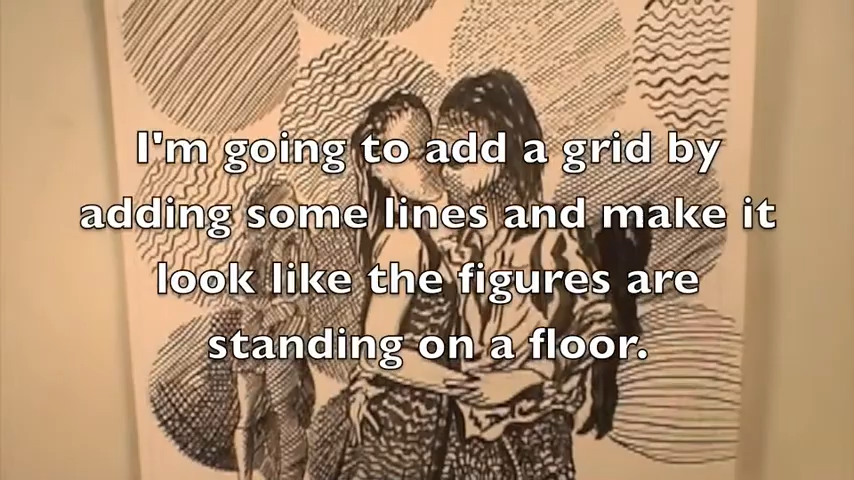 I'm going to add a grid by
adding some lines and make it
look like the figures are
standing on a floor.